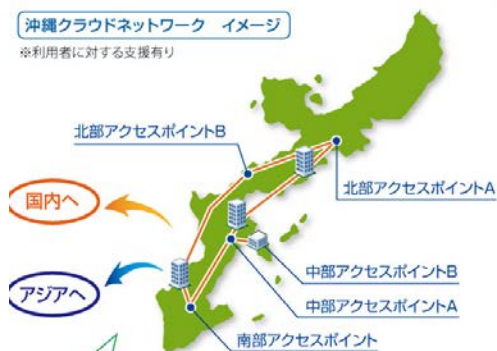 沖縄クラウドネットワーク イメージ
※利用者に対する支援有り
北部アクセスポイントB
北部アクセスポイントA
国内へ
アジアへ
中部アクセスポイントB
中部アクセスポイントA
南部アクセスポイント